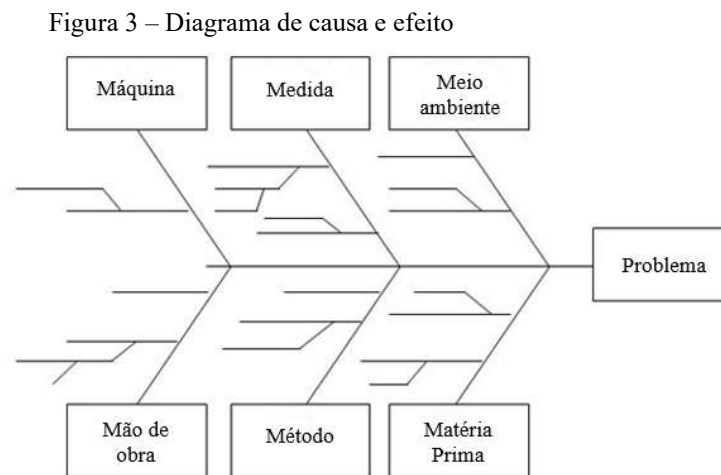 Figura 3 – Diagrama de causa e efeito
Máquina
Medida
Meio
ambiente
Problema
Mão de
obra
Método
Matéria
Prima